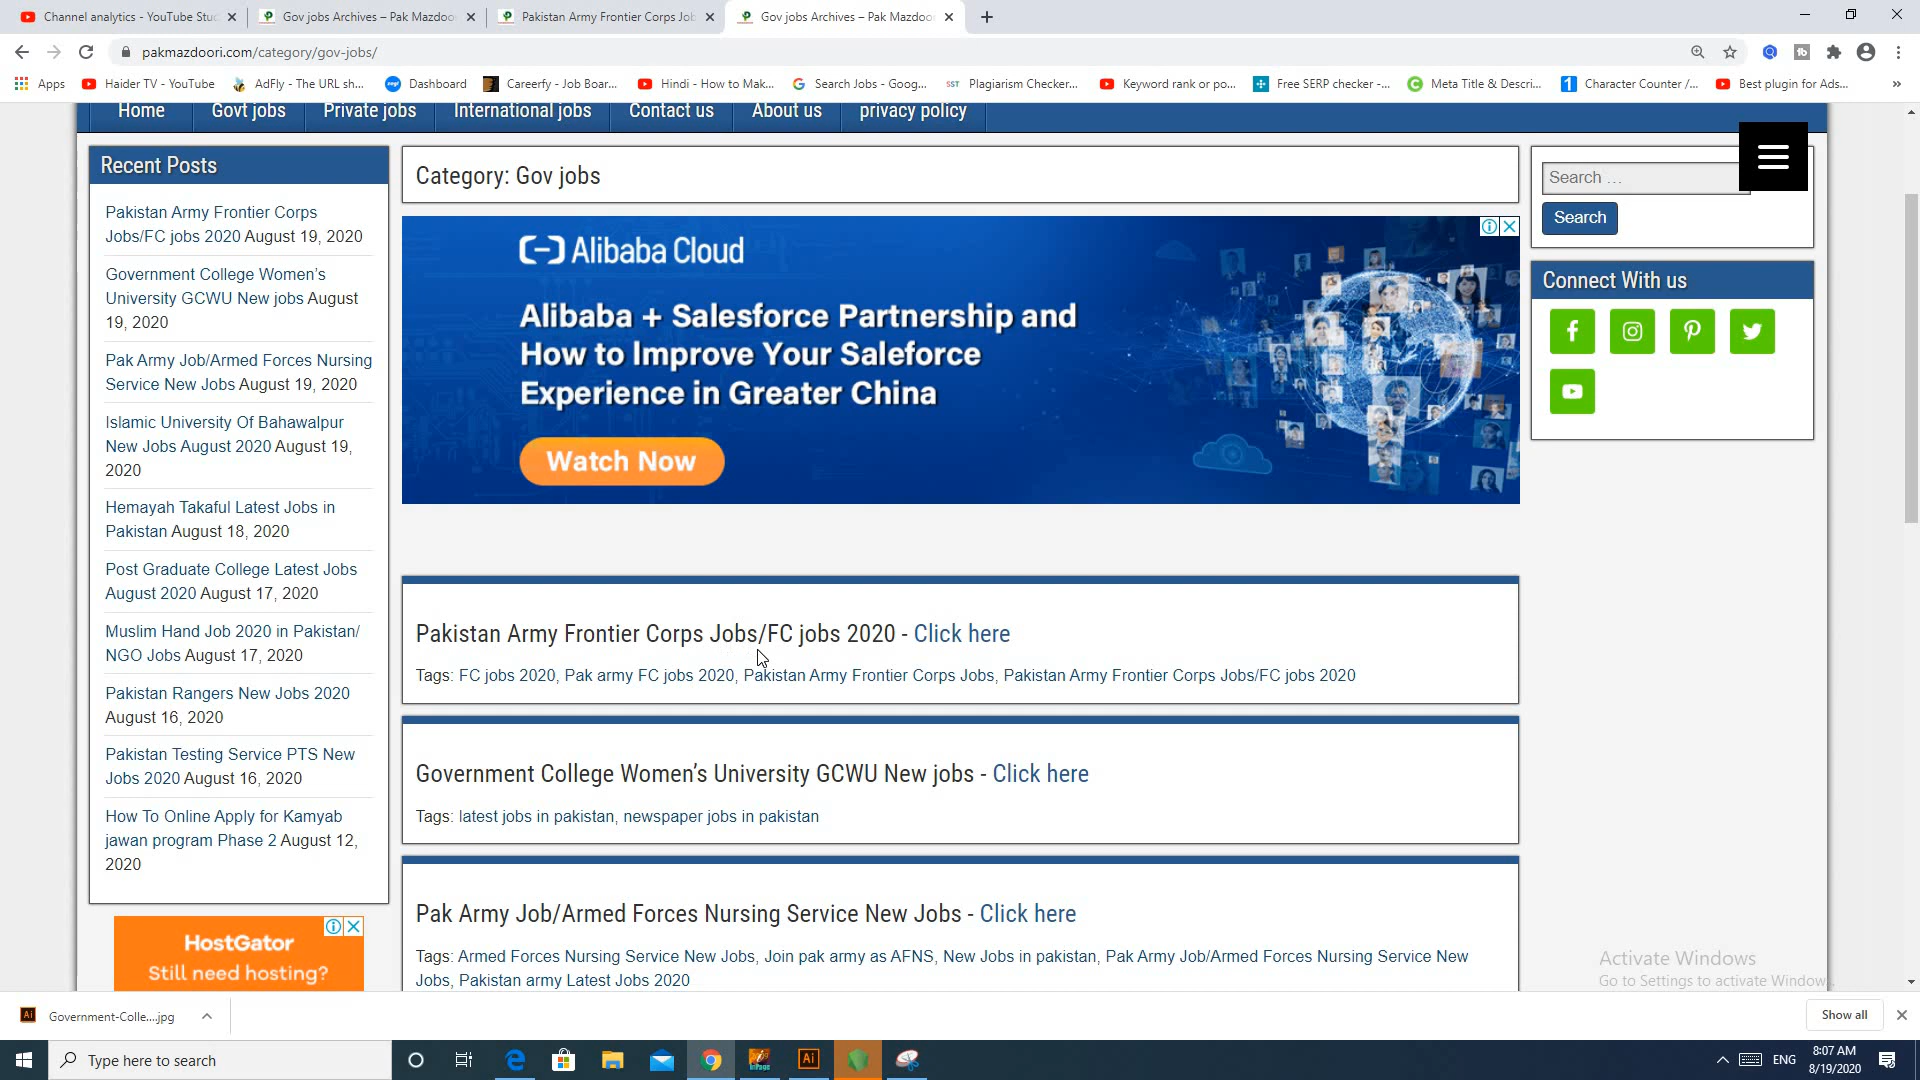 Channel analytics - YouTube Stu
Gov jobs Archives – Pak Mazdoo
Pakistan Army Frontier Corps Job
Gov jobs Archives – Pak Mazdoo
pakmazdoori.com/category/gov-jobs/
Apps
Haider TV - YouTube
AdFly - The URL sh...
Dashboard
Careerfy - Job Boar...
Hindi - How to Mak...
Search Jobs - Goog...
Plagiarism Checker...
Keyword rank or po...
Free SERP checker -...
Meta Title & Descri...
Character Counter /...
Best plugin for Ads...
Home
Govt jobs
Private jobs
International jobs
Contact us
About us
privacy policy
Recent Posts
Pakistan Army Frontier Corps
Jobs/FC jobs 2020 August 19, 2020
Government College Women’s
University GCWU New jobs August
19, 2020
Pak Army Job/Armed Forces Nursing
Service New Jobs August 19, 2020
Islamic University Of Bahawalpur
New Jobs August 2020 August 19,
2020
Hemayah Takaful Latest Jobs in
Pakistan August 18, 2020
Post Graduate College Latest Jobs
August 2020 August 17, 2020
Muslim Hand Job 2020 in Pakistan/
NGO Jobs August 17, 2020
Pakistan Rangers New Jobs 2020
August 16, 2020
Pakistan Testing Service PTS New
Jobs 2020 August 16, 2020
How To Online Apply for Kamyab
jawan program Phase 2 August 12,
2020
HostGator
Still need hosting?
Category: Gov jobs
Alibaba Cloud
Alibaba + Salesforce Partnership and
How to Improve Your Saleforce
Experience in Greater China
Watch Now
Pakistan Army Frontier Corps Jobs/FC jobs 2020 - Click here
Tags: FC jobs 2020, Pak army FC jobs 2020, Pakistan Army Frontier Corps Jobs, Pakistan Army Frontier Corps Jobs/FC jobs 2020
Government College Women’s University GCWU New jobs - Click here
Tags: latest jobs in pakistan, newspaper jobs in pakistan
Pak Army Job/Armed Forces Nursing Service New Jobs - Click here
Tags: Armed Forces Nursing Service New Jobs, Join pak army as AFNS, New Jobs in pakistan, Pak Army Job/Armed Forces Nursing Service New
Jobs, Pakistan army Latest Jobs 2020
Search …
Search
Connect With us
Activate Windows
Go to Settings to activate Windows.
Government-Colle....jpg
Show all
Type here to search
ENG
8:07 AM
8/19/2020